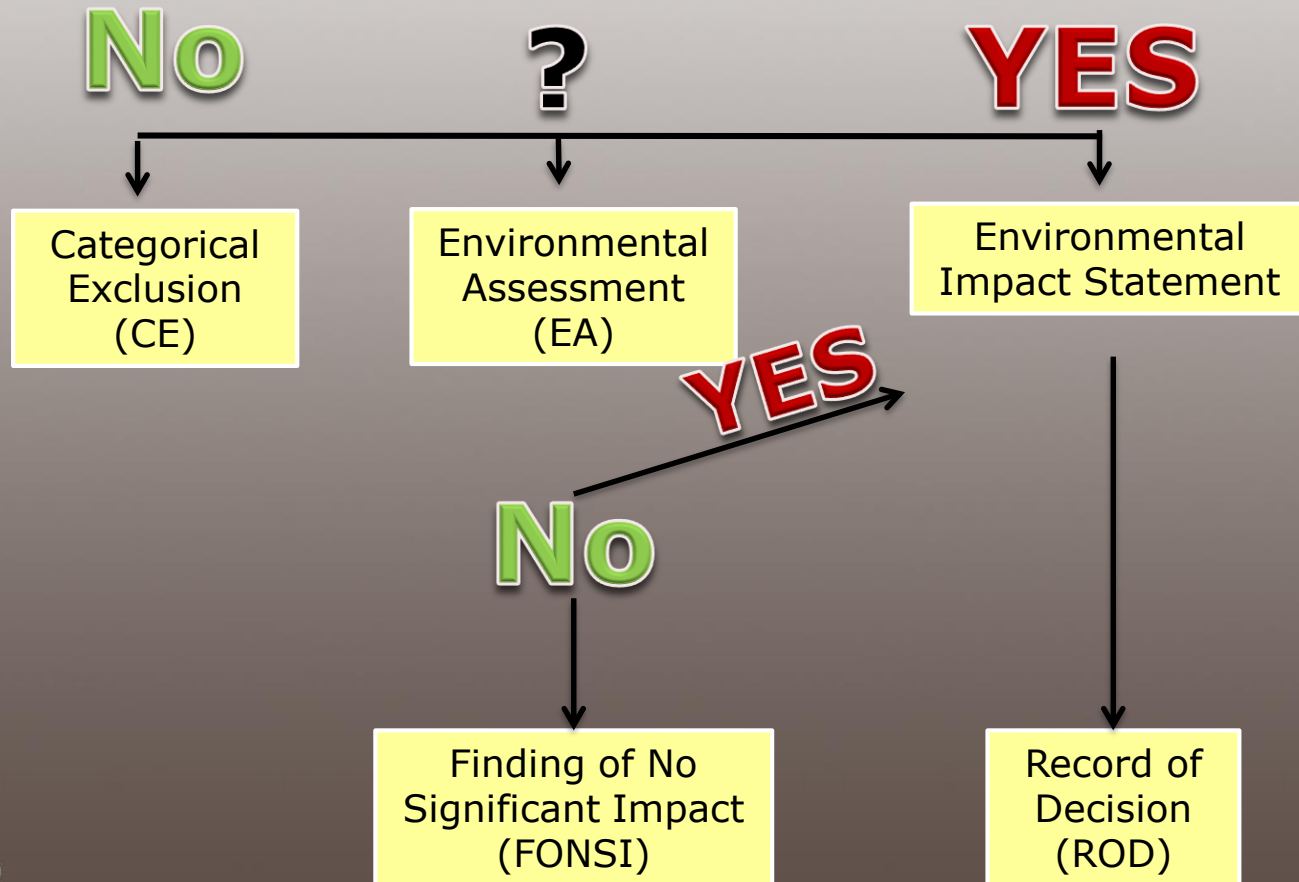 No
?
YES
Categorical
Exclusion
(CE)
Environmental
Assessment
(EA)
Environmental
Impact Statement
YES
No
Finding of No
Significant Impact
(FONSI)
Record of
Decision
(ROD)